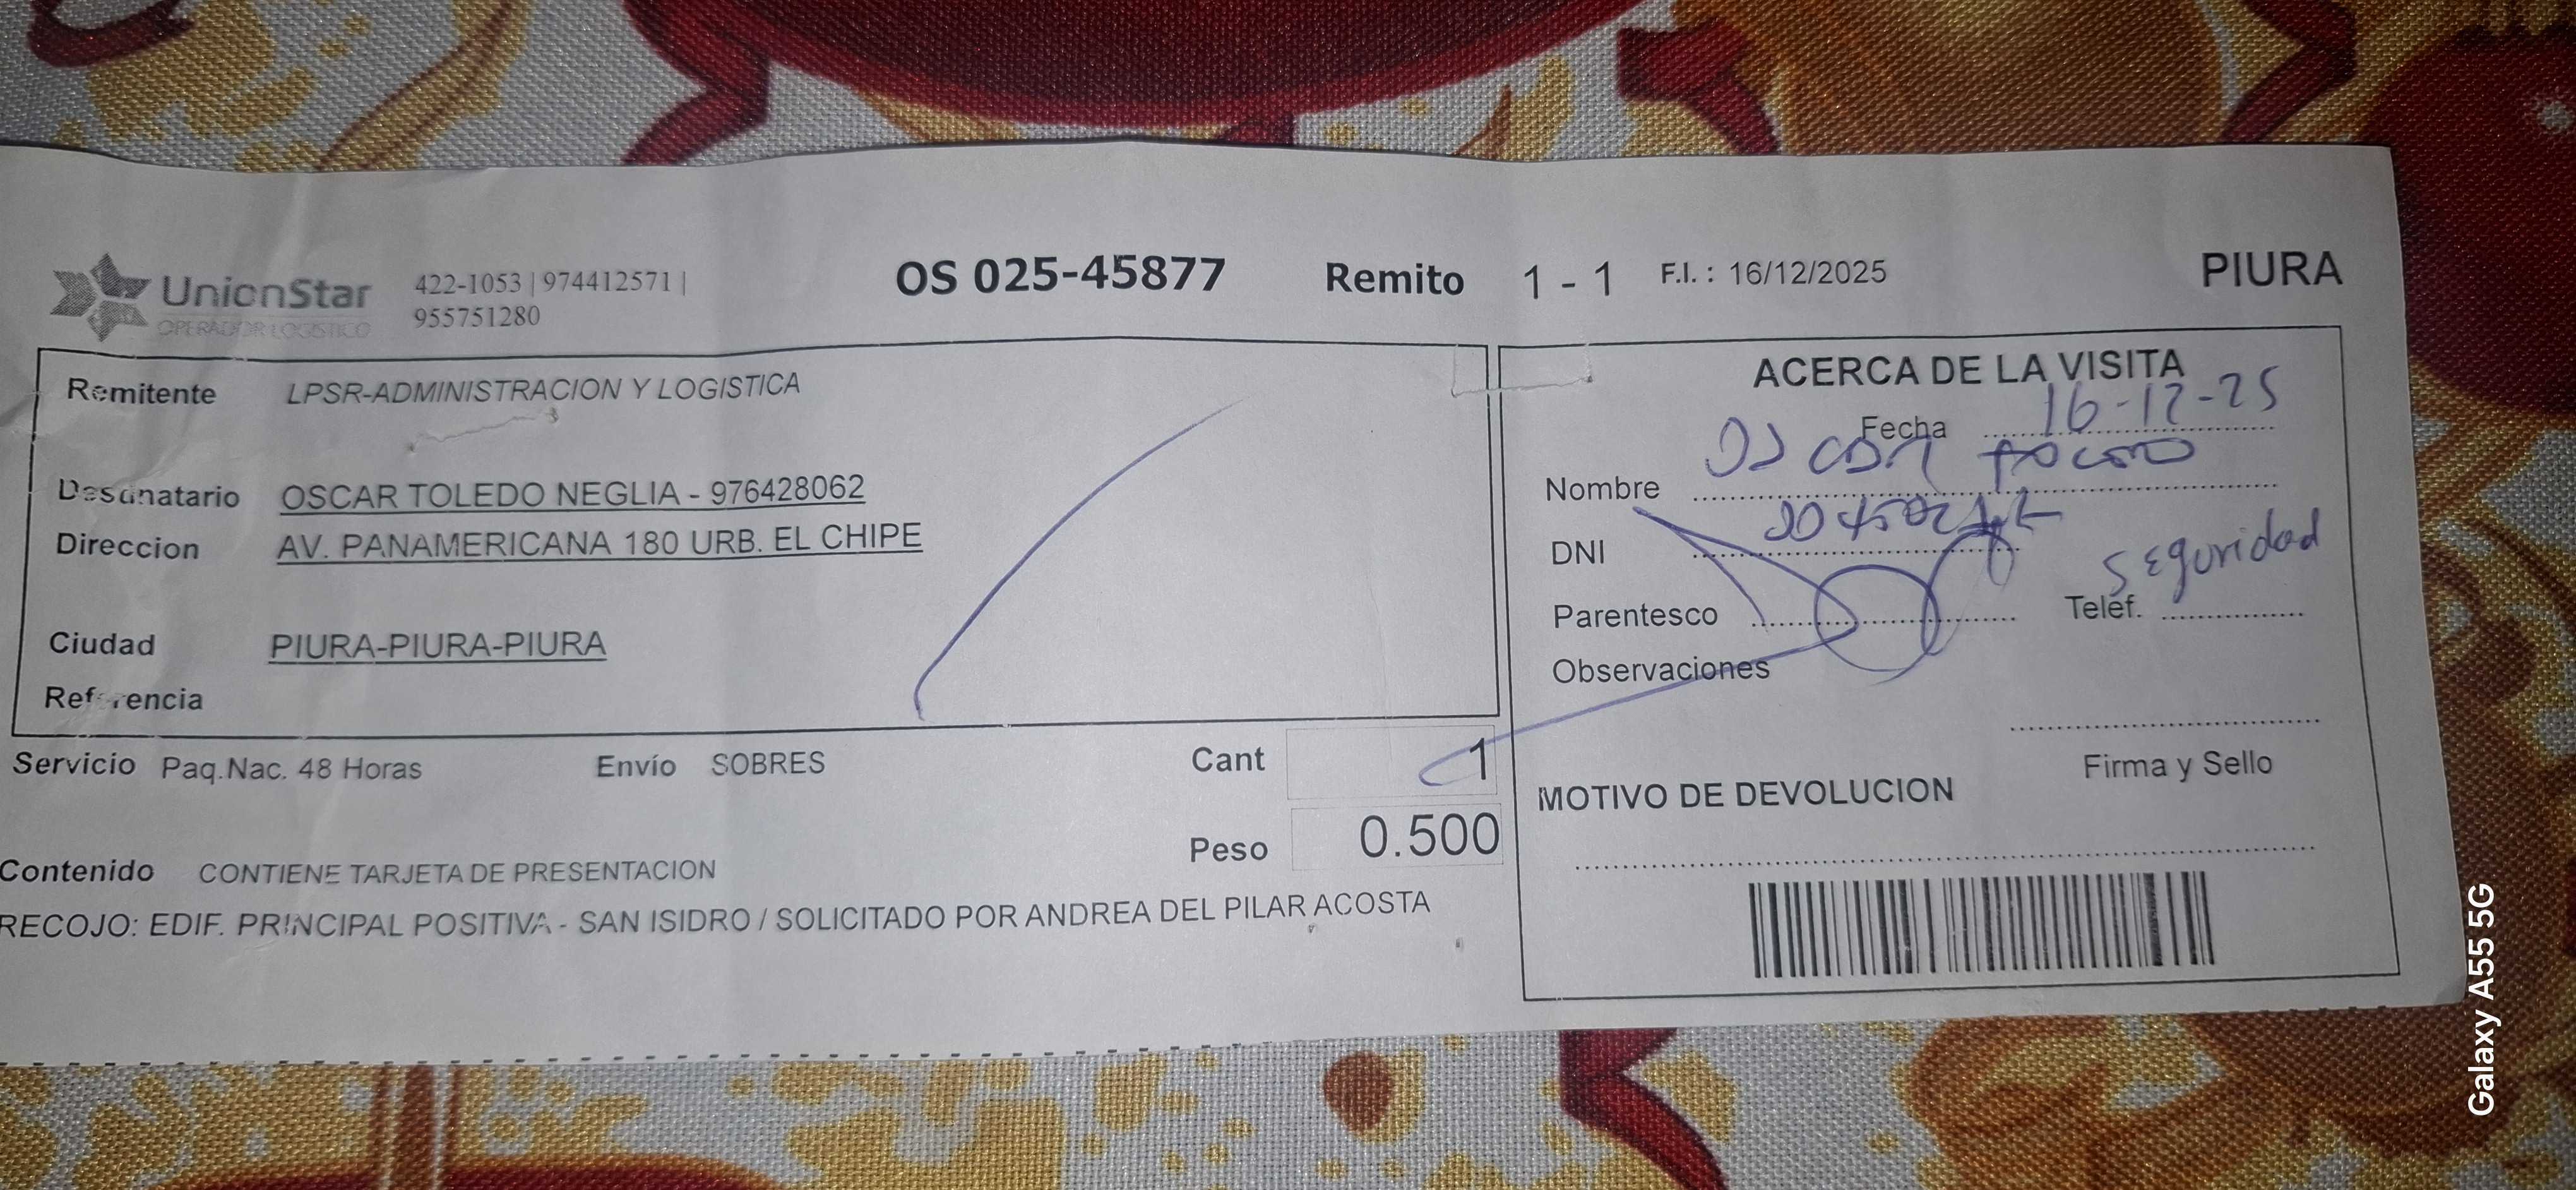 UnionStar
OPERADOR LOGISTICO
422-1053 | 974412571 |
955751280
OS 025-45877 Remito 1 - 1 F.I. : 16/12/2025 PIURA
Remitente LPSR-ADMINISTRACION Y LOGISTICA
Destinatario OSCAR TOLEDO NEGLIA - 976428062
Direccion AV. PANAMERICANA 180 URB. EL CHIPE
Ciudad PIURA-PIURA-PIURA
Referencia
Servicio Paq.Nac. 48 Horas Envío SOBRES Cant 1
Peso 0.500
Contenido CONTIENE TARJETA DE PRESENTACION
RECOJO: EDIF. PRINCIPAL POSITIVA - SAN ISIDRO / SOLICITADO POR ANDREA DEL PILAR ACOSTA
ACERCA DE LA VISITA
Fecha 16-12-25
Nombre
DNI
Seguridad
Parentesco Telef.
Observaciones
Firma y Sello
MOTIVO DE DEVOLUCION
Galaxy A55 5G